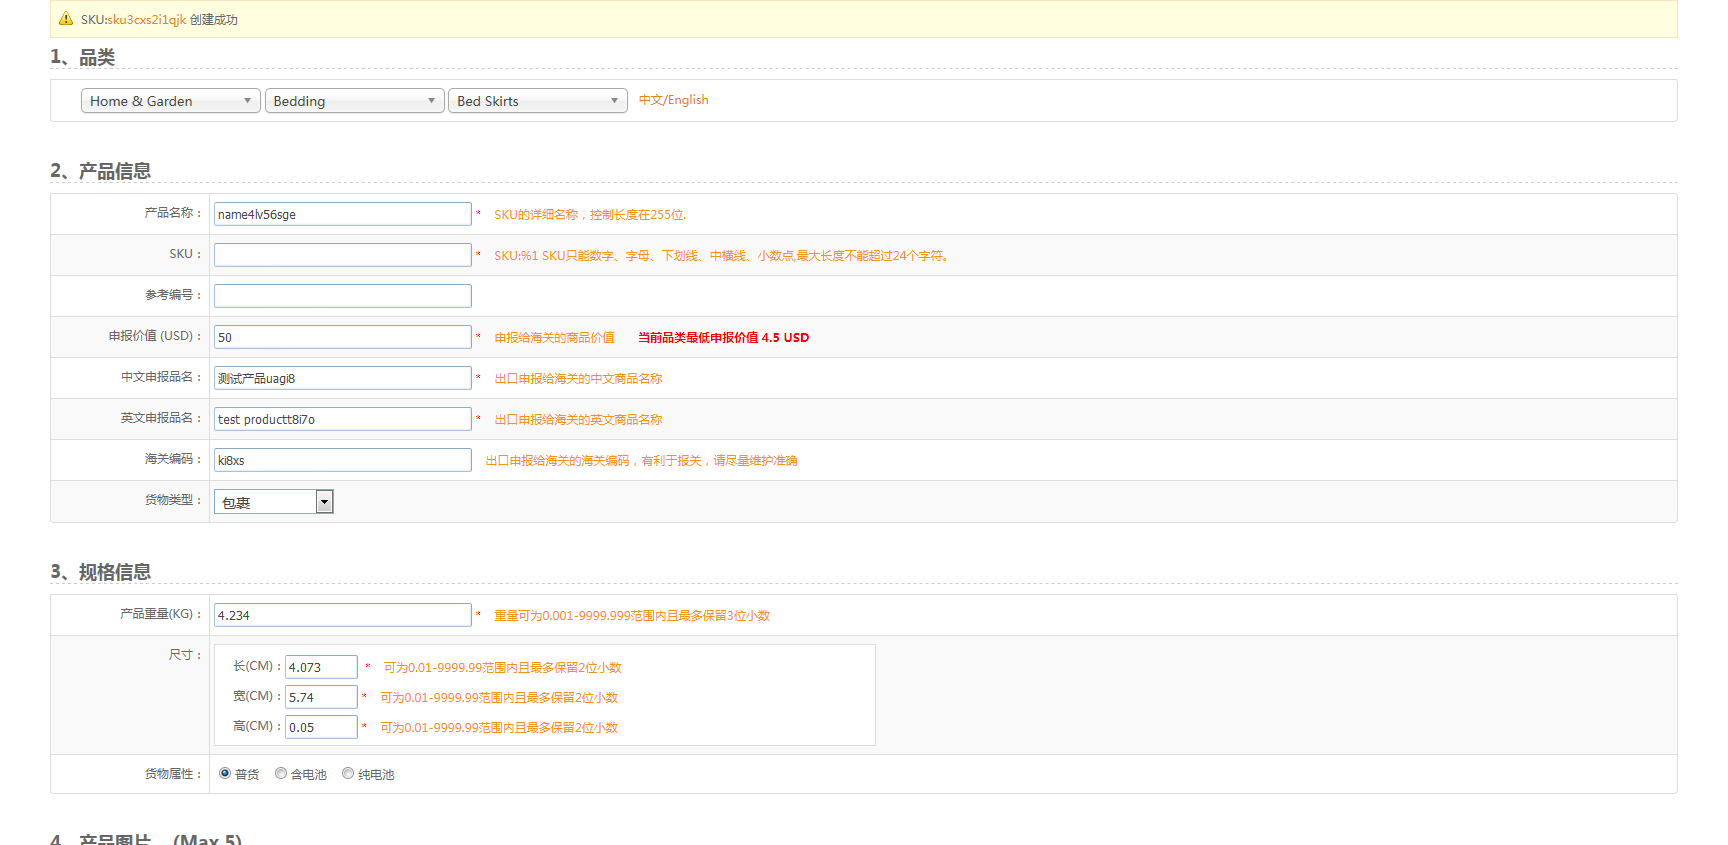 SKU:sku3cxs2i1qjk 创建成功
1、品类
Home & Garden Bedding Bed Skirts 中文/English
2、产品信息
产品名称： name4lv56sge * SKU的详细名称，控制长度在255位.
SKU： * SKU:%1 SKU只能数字、字母、下划线、中横线、小数点,最大长度不能超过24个字符。
参考编号：
申报价值 (USD)： 50 * 申报给海关的商品价值 当前品类最低申报价值 4.5 USD
中文申报品名： 测试产品uagi8 * 出口申报给海关的中文商品名称
英文申报品名： test productt8i7o * 出口申报给海关的英文商品名称
海关编码： ki8xs 出口申报给海关的海关编码，有利于报关，请尽量维护准确
货物类型： 包裹
3、规格信息
产品重量(KG)： 4.234 * 重量可为0.001-9999.999范围内且最多保留3位小数
尺寸：
长(CM)： 4.073 * 可为0.01-9999.99范围内且最多保留2位小数
宽(CM)： 5.74 * 可为0.01-9999.99范围内且最多保留2位小数
高(CM)： 0.05 * 可为0.01-9999.99范围内且最多保留2位小数
货物属性： 普货 含电池 纯电池
4、产品图片 (Max 5)